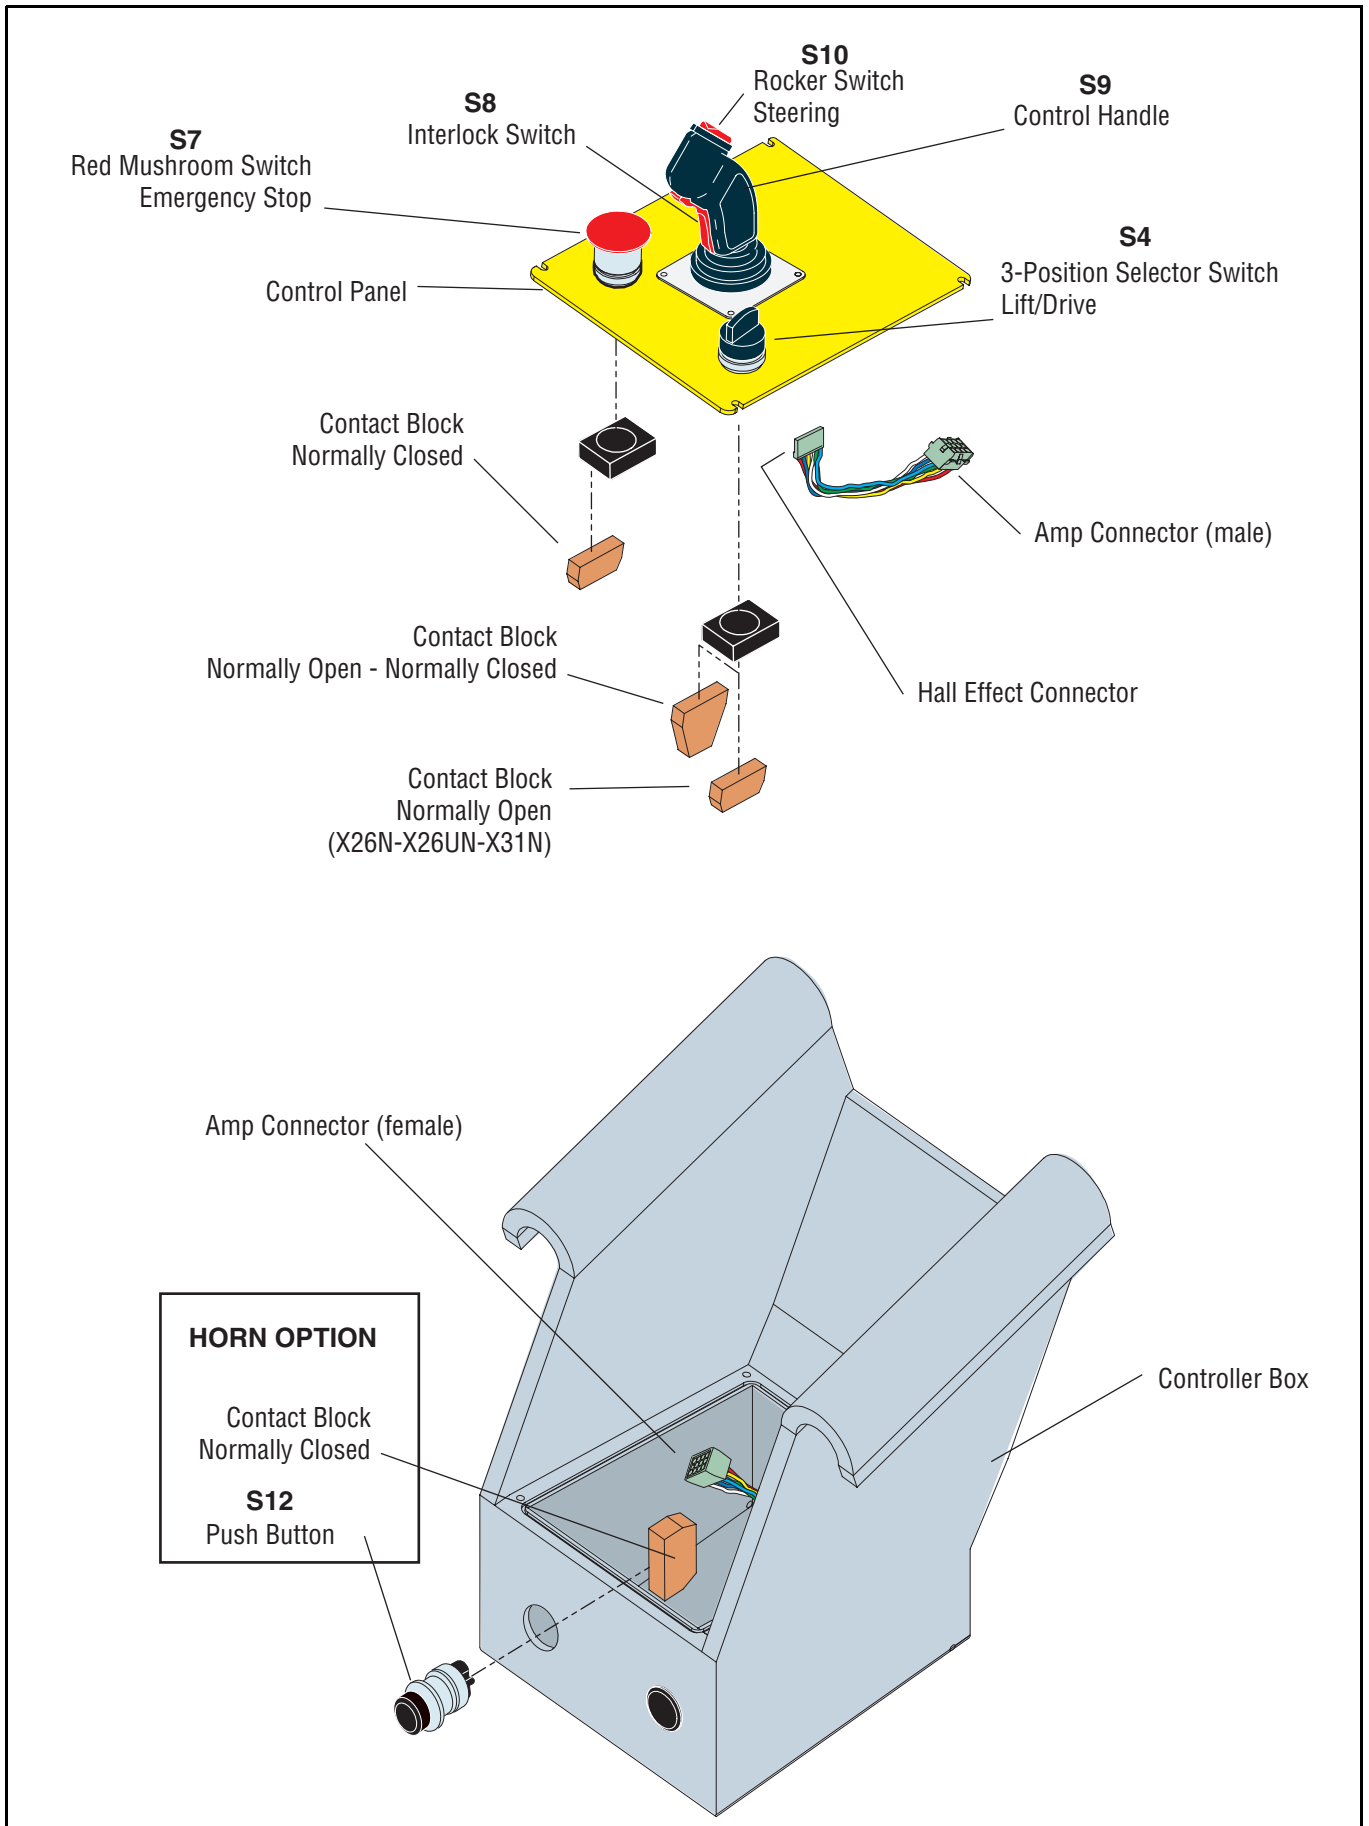 S10
Rocker Switch
Steering
S9
Control Handle
S8
Interlock Switch
S7
Red Mushroom Switch
Emergency Stop
S4
3-Position Selector Switch
Lift/Drive
Control Panel
Contact Block
Normally Closed
Amp Connector (male)
Contact Block
Normally Open - Normally Closed
Hall Effect Connector
Contact Block
Normally Open
(X26N-X26UN-X31N)
Amp Connector (female)
HORN OPTION
Contact Block
Normally Closed
S12
Push Button
Controller Box